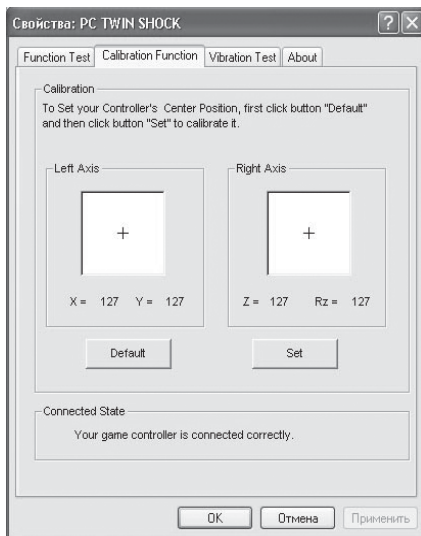 Свойства: PC TWIN SHOCK
Function Test Calibration Function Vibration Test About
Calibration
To Set your Controller's Center Position, first click button "Default"
and then click button "Set" to calibrate it.
Left Axis Right Axis
X = 127 Y = 127 Z = 127 Rz = 127
Default Set
Connected State
Your game controller is connected correctly.
OK Отмена Применить